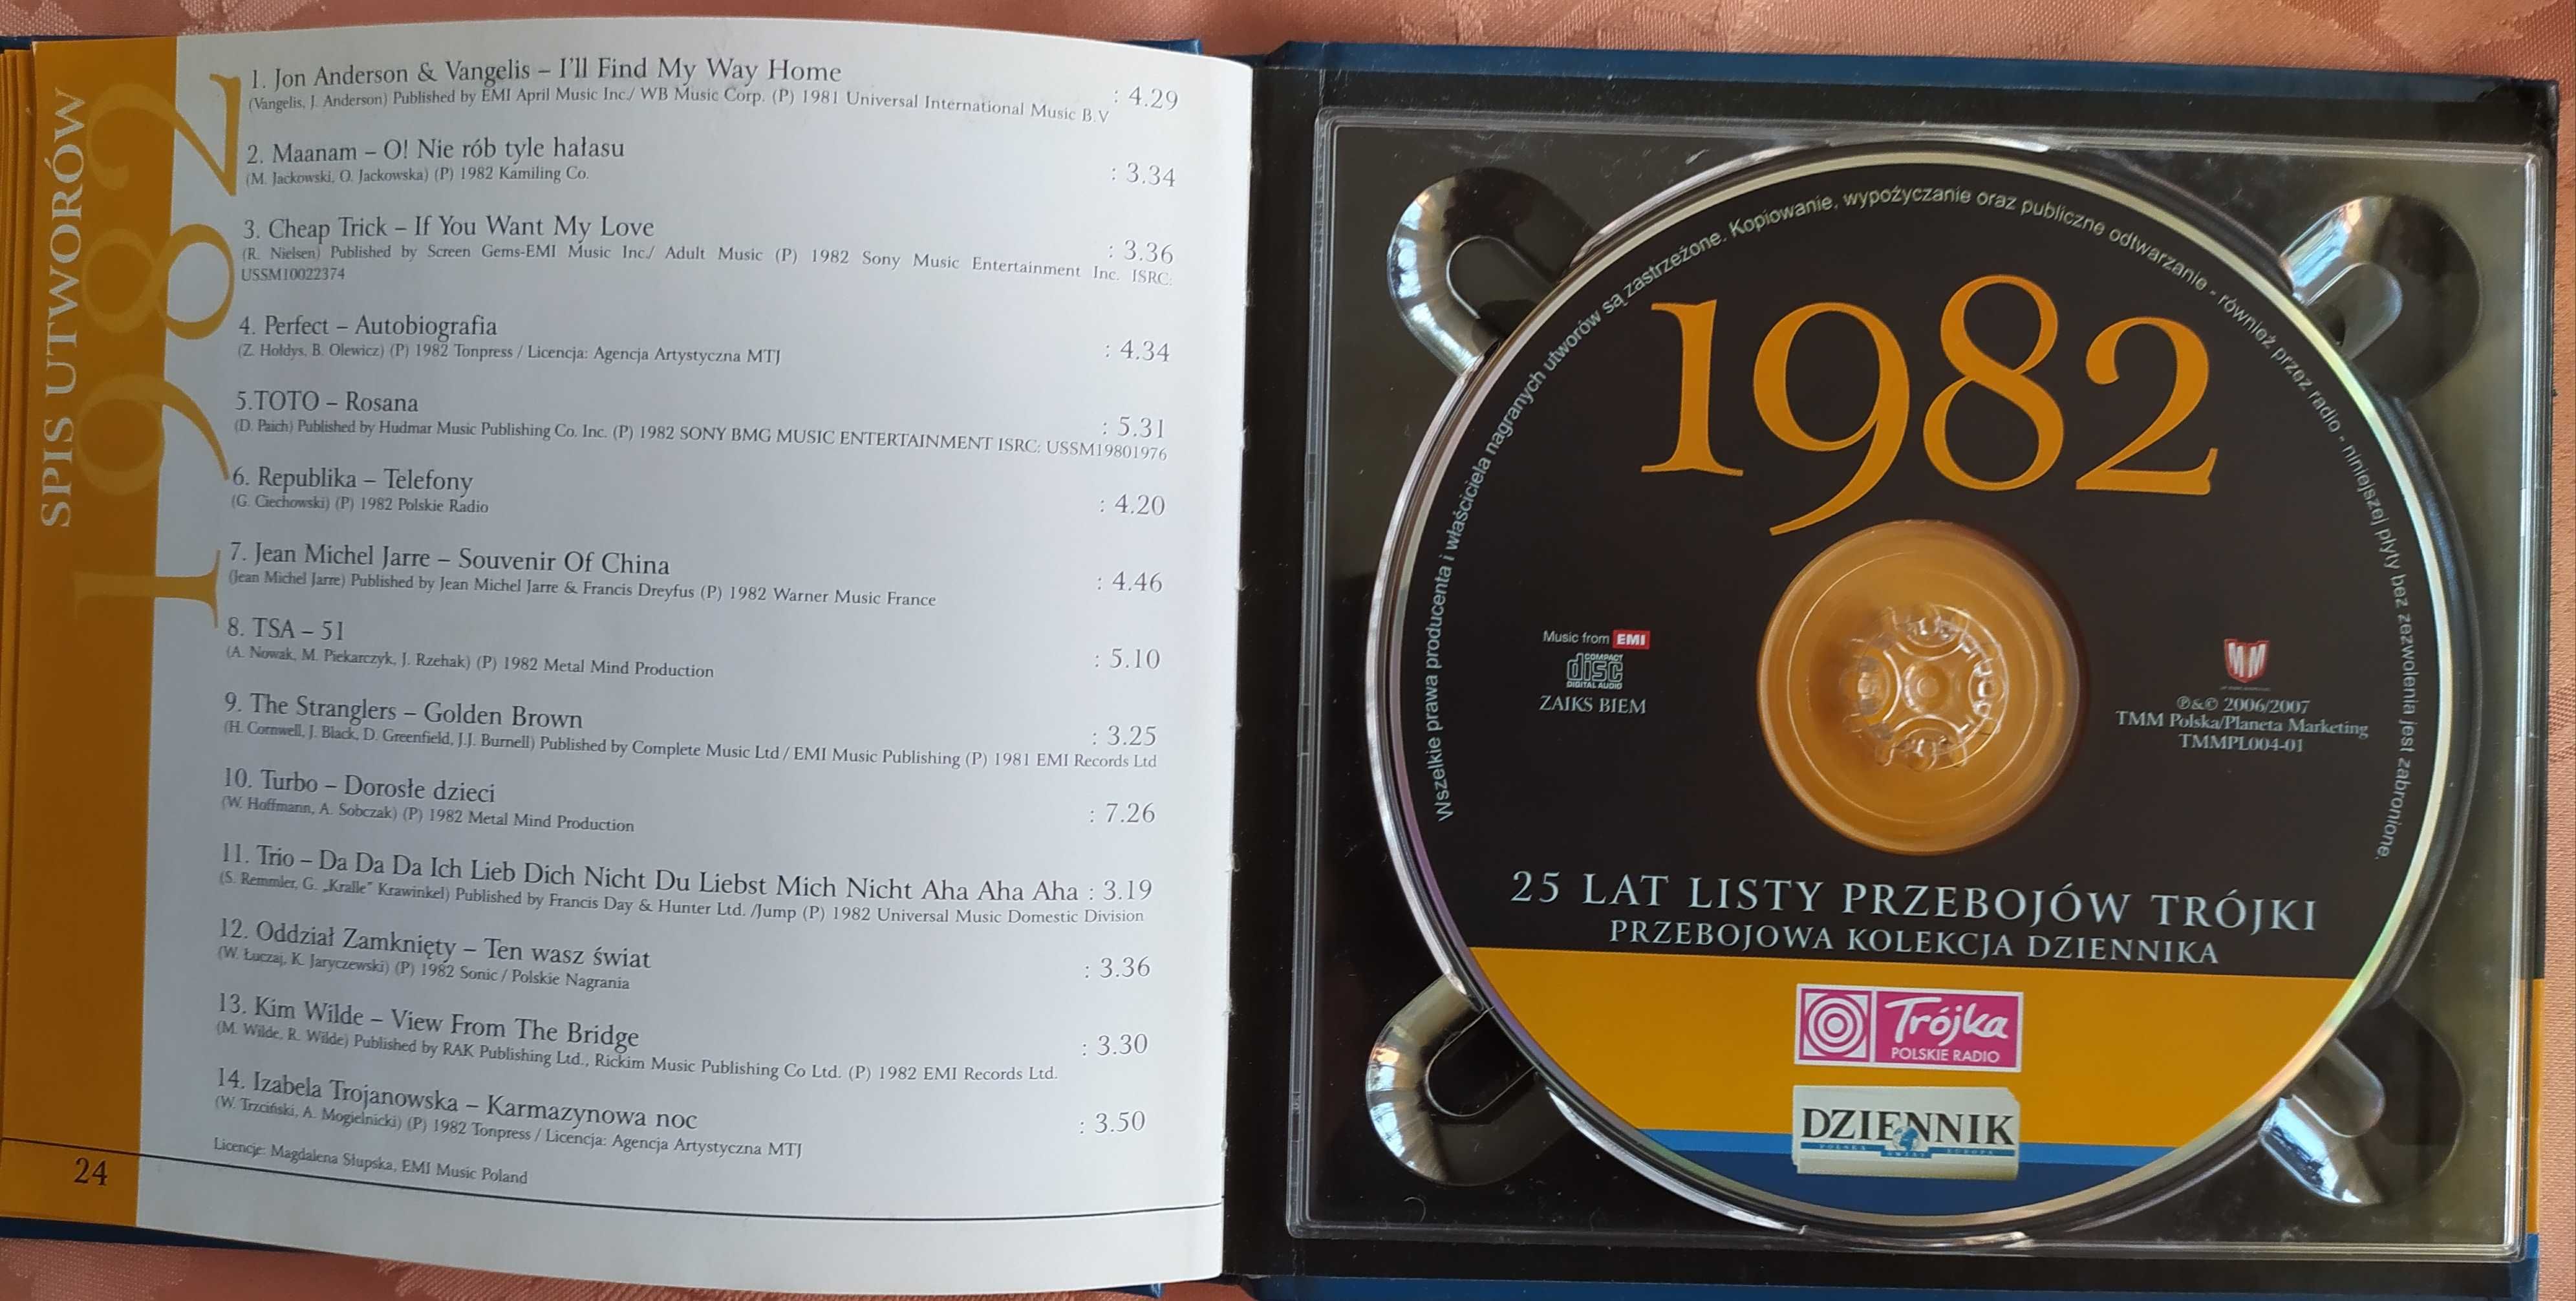 SPIS UTWORÓW
1982
1. Jon Anderson & Vangelis – I'll Find My Way Home : 4.29
(Vangelis, J. Anderson) Published by EMI April Music Inc./ WB Music Corp. (P) 1981 Universal International Music B.V
2. Maanam – O! Nie rób tyle hałasu : 3.34
(M. Jackowski, O. Jackowska) (P) 1982 Kamiling Co.
3. Cheap Trick – If You Want My Love : 3.36
(R. Nielsen) Published by Screen Gems-EMI Music Inc./ Adult Music (P) 1982 Sony Music Entertainment Inc. ISRC:
USSM10022374
4. Perfect – Autobiografia : 4.34
(Z. Hołdys, B. Olewicz) (P) 1982 Tonpress / Licencja: Agencja Artystyczna MTJ
5.TOTO – Rosana : 5.31
(D. Paich) Published by Hudmar Music Publishing Co. Inc. (P) 1982 SONY BMG MUSIC ENTERTAINMENT ISRC: USSM19801976
6. Republika – Telefony : 4.20
(G. Ciechowski) (P) 1982 Polskie Radio
7. Jean Michel Jarre – Souvenir Of China : 4.46
(Jean Michel Jarre) Published by Jean Michel Jarre & Francis Dreyfus (P) 1982 Warner Music France
8. TSA – 51 : 5.10
(A. Nowak, M. Piekarczyk, J. Rzehak) (P) 1982 Metal Mind Production
9. The Stranglers – Golden Brown : 3.25
(H. Cornwell, J. Black, D. Greenfield, J.J. Burnell) Published by Complete Music Ltd / EMI Music Publishing (P) 1981 EMI Records Ltd
10. Turbo – Dorosłe dzieci : 7.26
(W. Hoffmann, A. Sobczak) (P) 1982 Metal Mind Production
11. Trio – Da Da Da Ich Lieb Dich Nicht Du Liebst Mich Nicht Aha Aha Aha : 3.19
(S. Remmler, G. „Kralle" Krawinkel) Published by Francis Day & Hunter Ltd. /Jump (P) 1982 Universal Music Domestic Division
12. Oddział Zamknięty – Ten wasz świat : 3.36
(W. Łuczaj, K. Jaryczewski) (P) 1982 Sonic / Polskie Nagrania
13. Kim Wilde – View From The Bridge : 3.30
(M. Wilde, R. Wilde) Published by RAK Publishing Ltd., Rickim Music Publishing Co Ltd. (P) 1982 EMI Records Ltd.
14. Izabela Trojanowska – Karmazynowa noc : 3.50
(W. Trzciński, A. Mogielnicki) (P) 1982 Tonpress / Licencja: Agencja Artystyczna MTJ
Licencje: Magdalena Słupska, EMI Music Poland
24
Wszelkie prawa producenta i właściciela nagranych utworów są zastrzeżone. Kopiowanie, wypożyczanie oraz publiczne odtwarzanie - również przez radio - niniejszej płyty bez zezwolenia jest zabronione.
1982
Music from EMI
COMPACT
disc
DIGITAL AUDIO
ZAIKS BIEM
MM
℗&© 2006/2007
TMM Polska/Planeta Marketing
TMMPL004-01
25 LAT LISTY PRZEBOJÓW TRÓJKI
PRZEBOJOWA KOLEKCJA DZIENNIKA
Trójka
POLSKIE RADIO
DZIENNIK
POLSKA ŚWIAT EUROPA